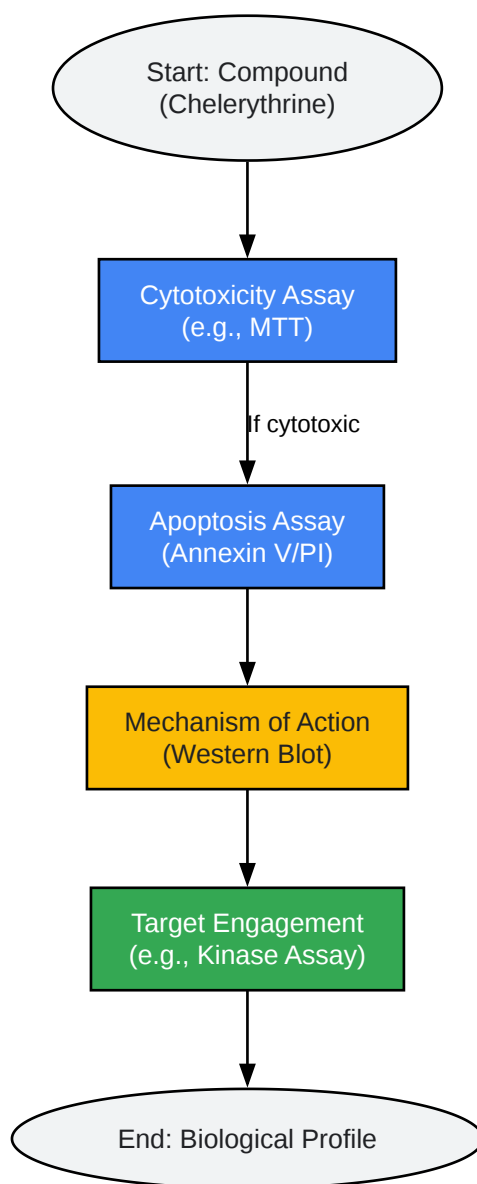 Start: Compound
(Chelerythrine)
Cytotoxicity Assay
(e.g., MTT)
If cytotoxic
Apoptosis Assay
(Annexin V/PI)
Mechanism of Action
(Western Blot)
Target Engagement
(e.g., Kinase Assay)
End: Biological Profile